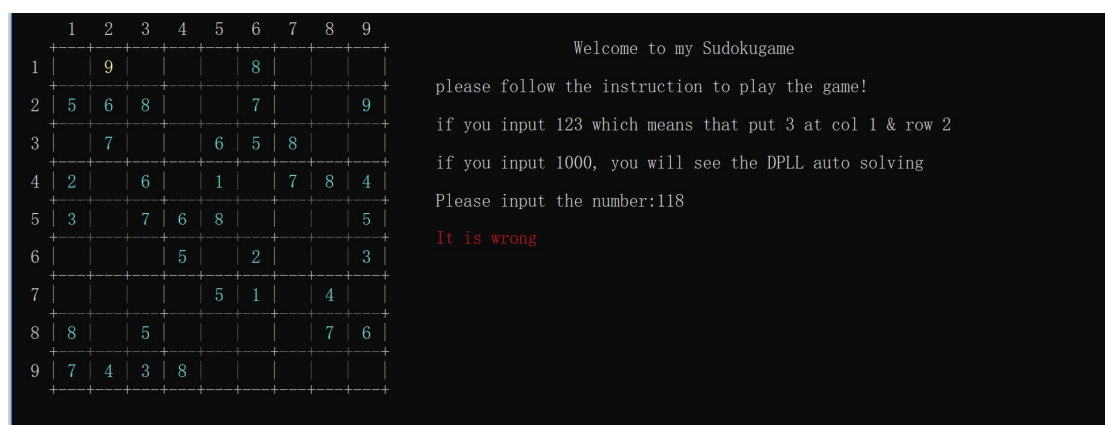 1 2 3 4 5 6 7 8 9
Welcome to my Sudokugame
1 9 8
please follow the instruction to play the game!
2 5 6 8 7 9
if you input 123 which means that put 3 at col 1 & row 2
3 7 6 5 8
if you input 1000, you will see the DPLL auto solving
4 2 6 1 7 8 4
Please input the number:118
5 3 7 6 8 5
It is wrong
6 5 2 3
7 5 1 4
8 8 5 7 6
9 7 4 3 8